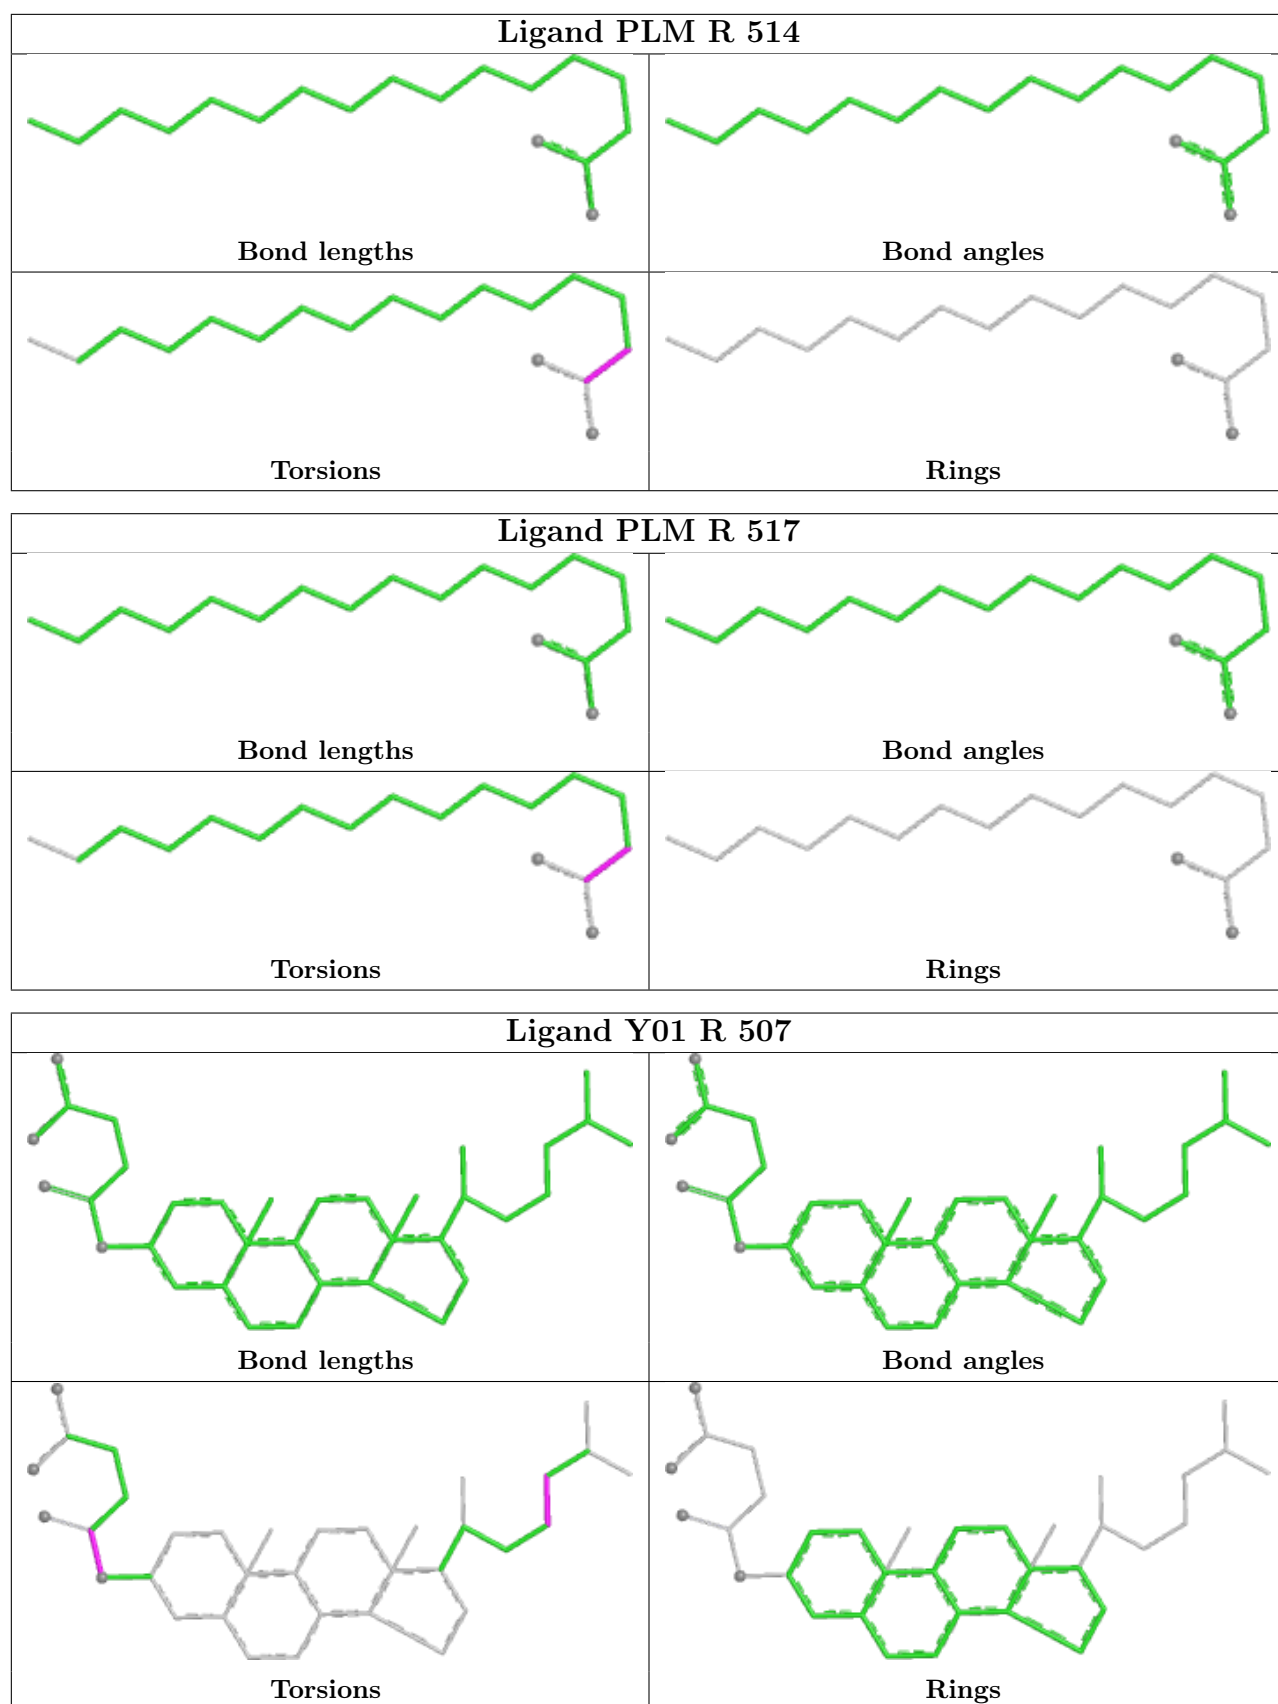 Ligand PLM R 514
Bond lengths
Bond angles
Torsions
Rings
Ligand PLM R 517
Bond lengths
Bond angles
Torsions
Rings
Ligand Y01 R 507
Bond lengths
Bond angles
Torsions
Rings